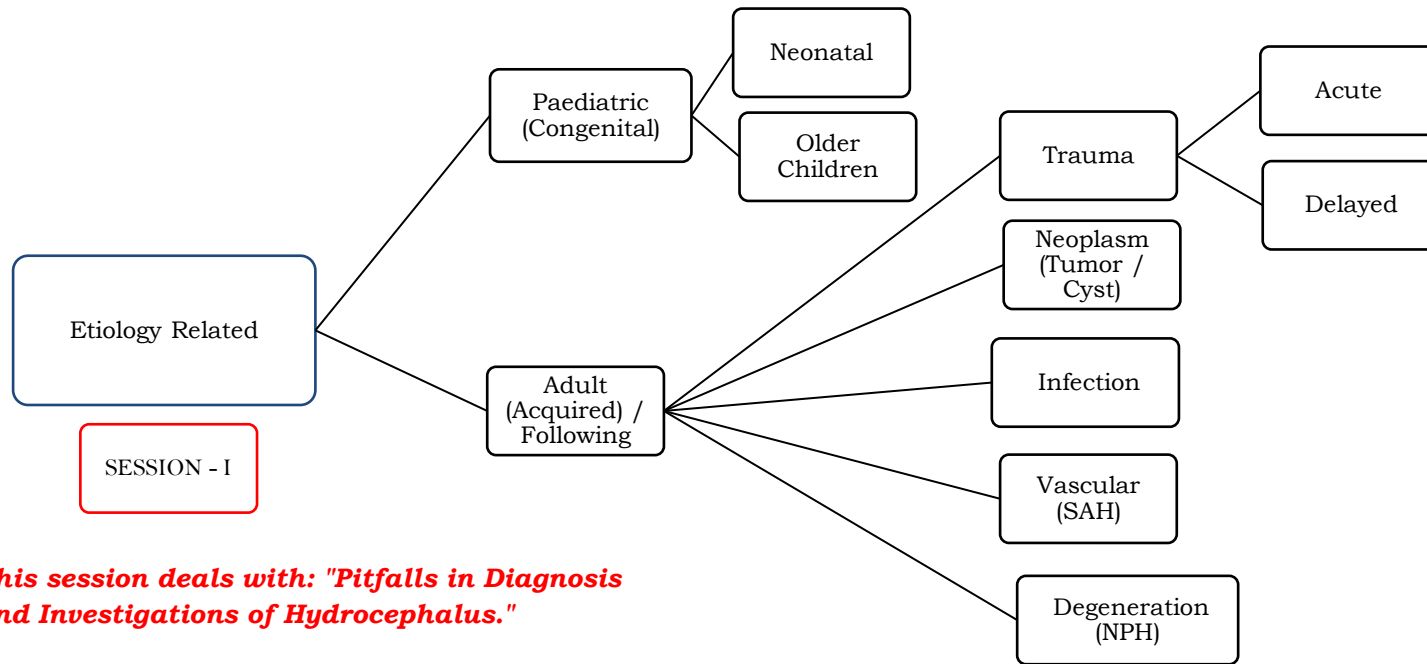 Etiology Related
SESSION - I
Paediatric
(Congenital)
Neonatal
Older
Children
Adult
(Acquired) /
Following
Trauma
Acute
Delayed
Neoplasm
(Tumor /
Cyst)
Infection
Vascular
(SAH)
Degeneration
(NPH)
his session deals with: "Pitfalls in Diagnosis
nd Investigations of Hydrocephalus."